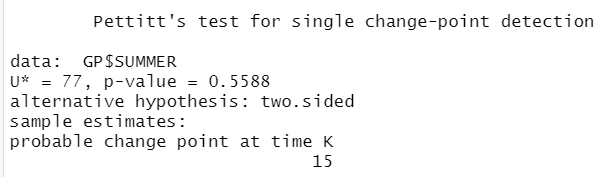 Pettitt's test for single change-point detection
data:  GP$SUMMER
U* = 77, p-value = 0.5588
alternative hypothesis: two.sided
sample estimates:
probable change point at time K
15